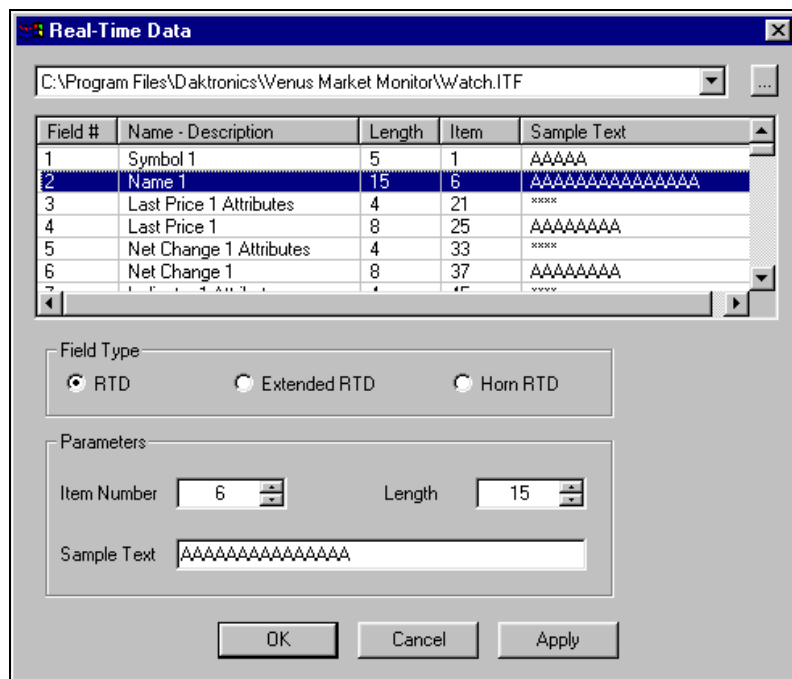 Real-Time Data
C:\Program Files\Daktronics\Venus Market Monitor\Watch.ITF
...
Field # Name - Description Length Item Sample Text
1 Symbol 1 5 1 AAAAA
2 Name 1 15 6 AAAAAAAAAAAAAAA
3 Last Price 1 Attributes 4 21 ****
4 Last Price 1 8 25 AAAAAAAA
5 Net Change 1 Attributes 4 33 ****
6 Net Change 1 8 37 AAAAAAAA
Field Type
RTD Extended RTD Horn RTD
Parameters
Item Number 6 Length 15
Sample Text AAAAAAAAAAAAAAA
OK Cancel Apply